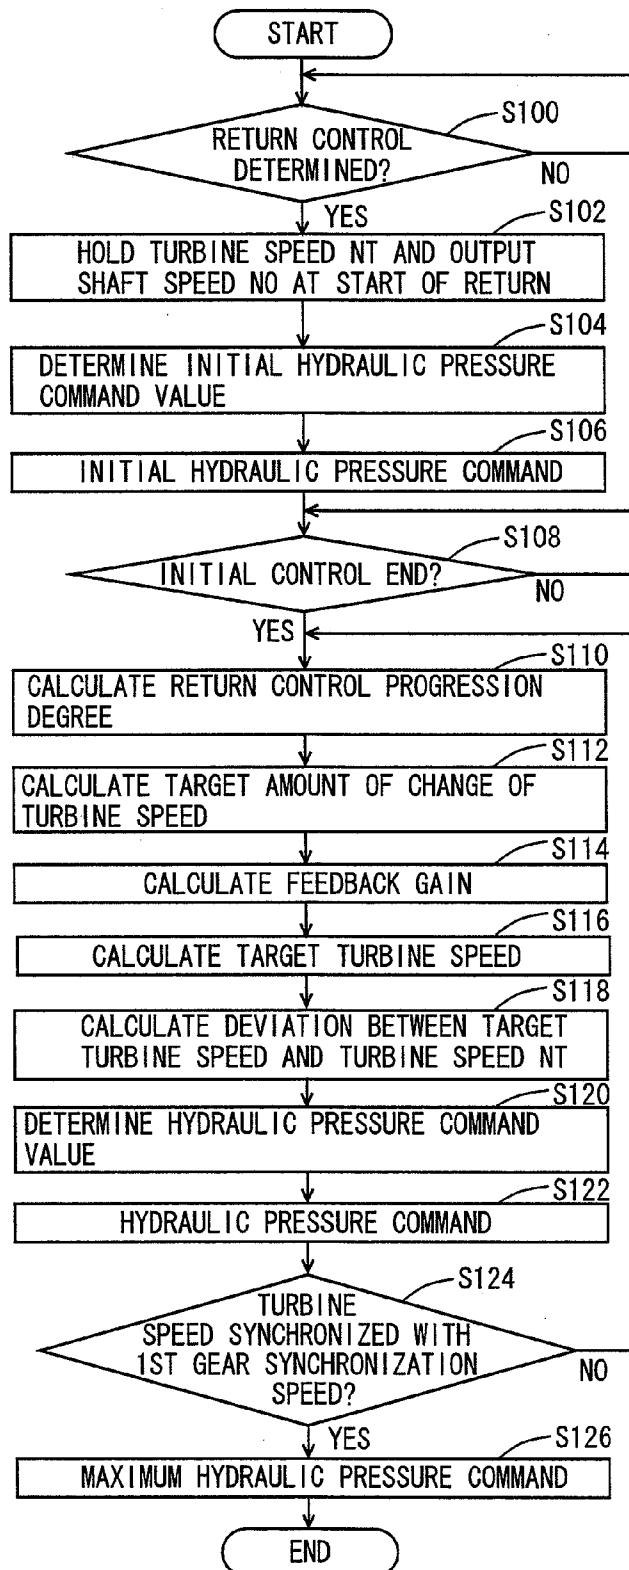 START
S100
RETURN CONTROL
DETERMINED?
NO
YES
S102
HOLD TURBINE SPEED NT AND OUTPUT
SHAFT SPEED NO AT START OF RETURN
S104
DETERMINE INITIAL HYDRAULIC PRESSURE
COMMAND VALUE
S106
INITIAL HYDRAULIC PRESSURE COMMAND
S108
INITIAL CONTROL END?
NO
YES
S110
CALCULATE RETURN CONTROL PROGRESSION
DEGREE
S112
CALCULATE TARGET AMOUNT OF CHANGE OF
TURBINE SPEED
S114
CALCULATE FEEDBACK GAIN
S116
CALCULATE TARGET TURBINE SPEED
S118
CALCULATE DEVIATION BETWEEN TARGET
TURBINE SPEED AND TURBINE SPEED NT
S120
DETERMINE HYDRAULIC PRESSURE COMMAND
VALUE
S122
HYDRAULIC PRESSURE COMMAND
S124
TURBINE
SPEED SYNCHRONIZED WITH
1ST GEAR SYNCHRONIZATION
SPEED?
NO
YES
S126
MAXIMUM HYDRAULIC PRESSURE COMMAND
END